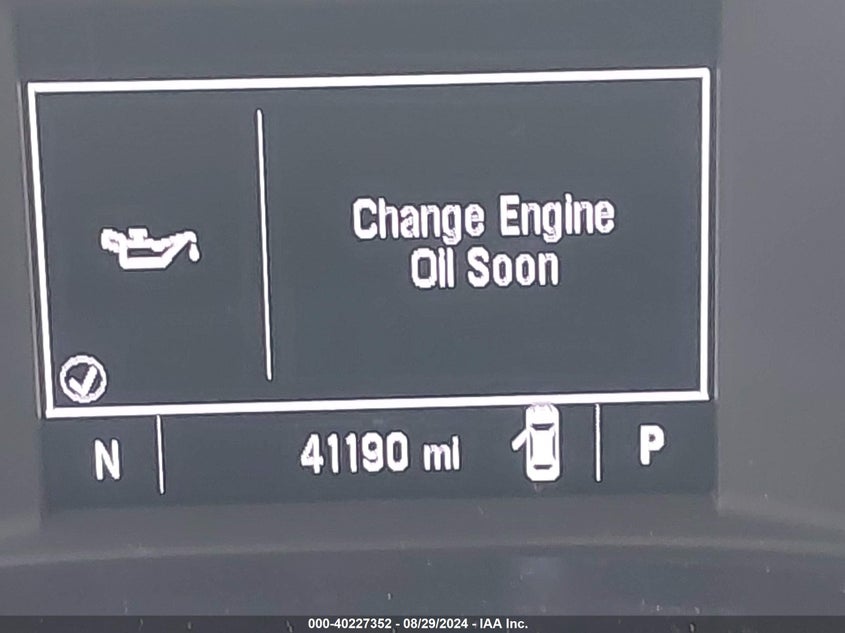 Change Engine
Oil Soon
N 41190 mi P
000-40227352 - 08/29/2024 - IAA Inc.